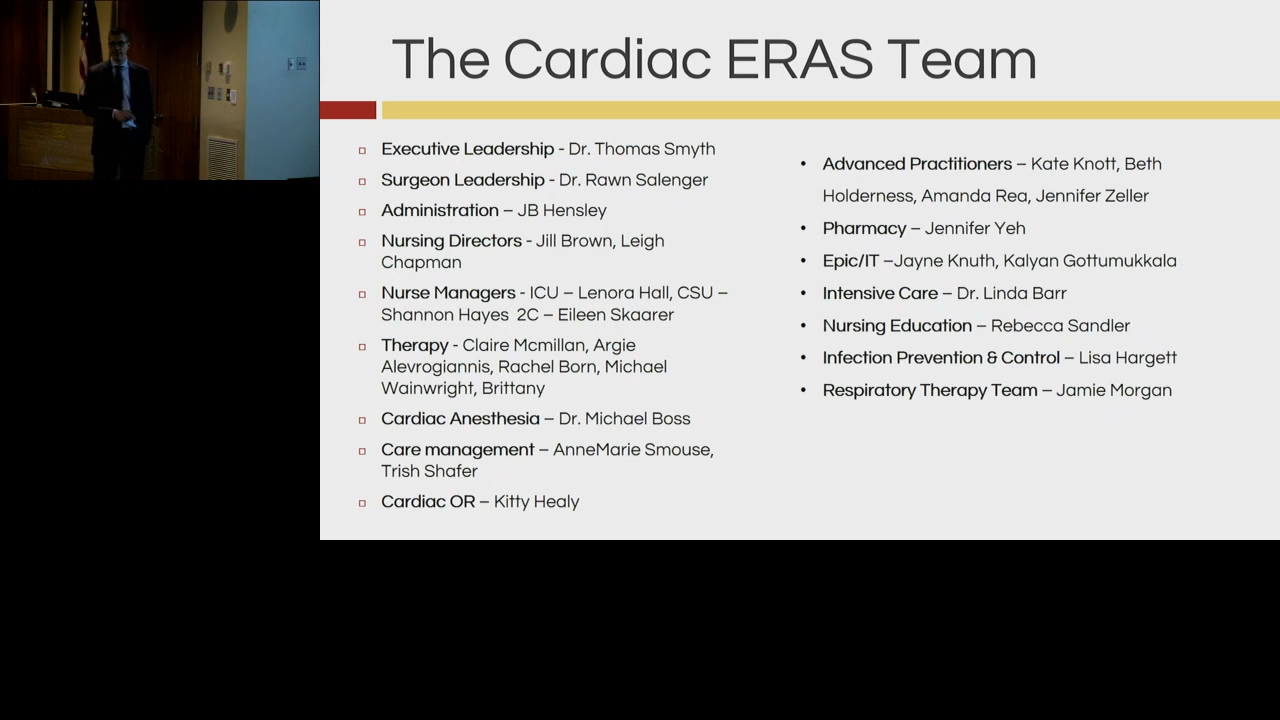 The Cardiac ERAS Team
Executive Leadership - Dr. Thomas Smyth
Surgeon Leadership - Dr. Rawn Salenger
Administration – JB Hensley
Nursing Directors - Jill Brown, Leigh
Chapman
Nurse Managers - ICU – Lenora Hall, CSU –
Shannon Hayes 2C – Eileen Skaarer
Therapy - Claire Mcmillan, Argie
Alevrogiannis, Rachel Born, Michael
Wainwright, Brittany
Cardiac Anesthesia – Dr. Michael Boss
Care management – AnneMarie Smouse,
Trish Shafer
Cardiac OR – Kitty Healy
• Advanced Practitioners – Kate Knott, Beth
Holderness, Amanda Rea, Jennifer Zeller
• Pharmacy – Jennifer Yeh
• Epic/IT –Jayne Knuth, Kalyan Gottumukkala
• Intensive Care – Dr. Linda Barr
• Nursing Education – Rebecca Sandler
• Infection Prevention & Control – Lisa Hargett
• Respiratory Therapy Team – Jamie Morgan